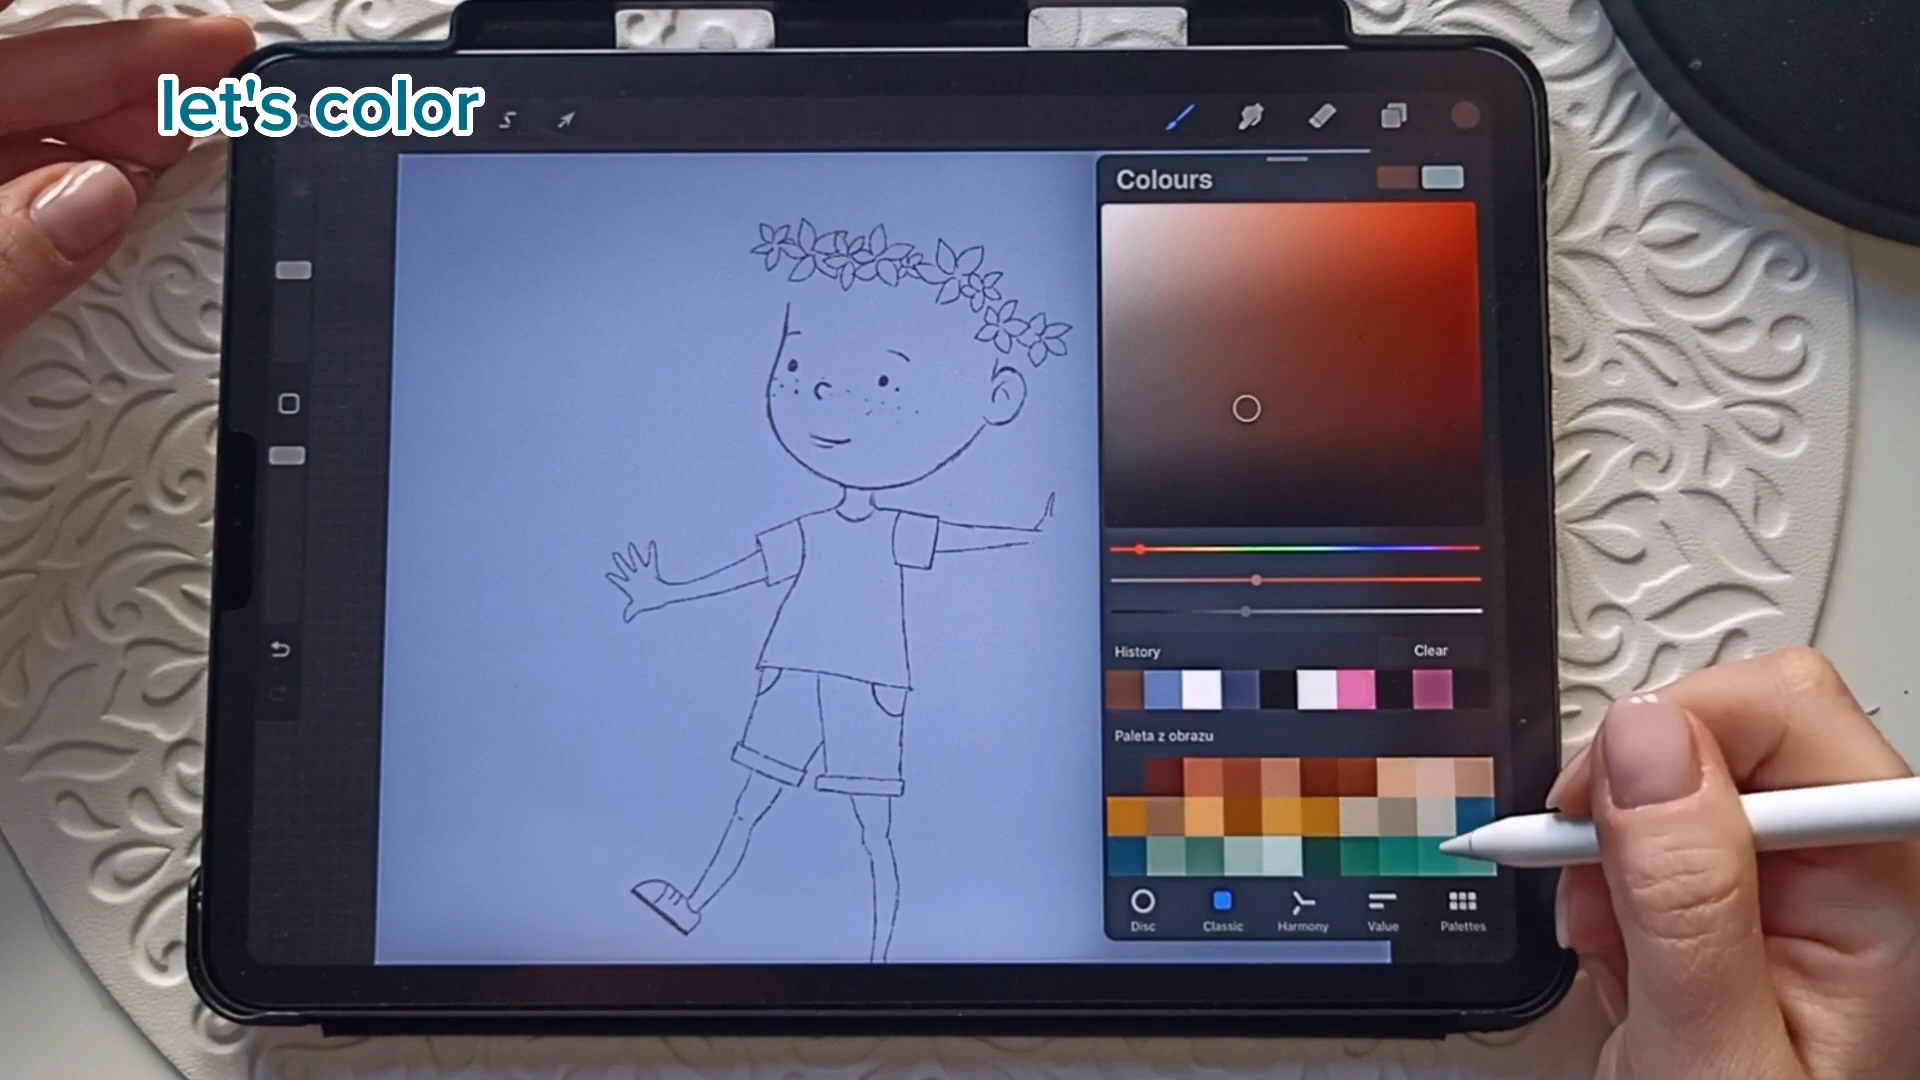 let's color
Colours
History
Clear
Paleta z obrazu
Disc
Classic
Harmony
Value
Palettes